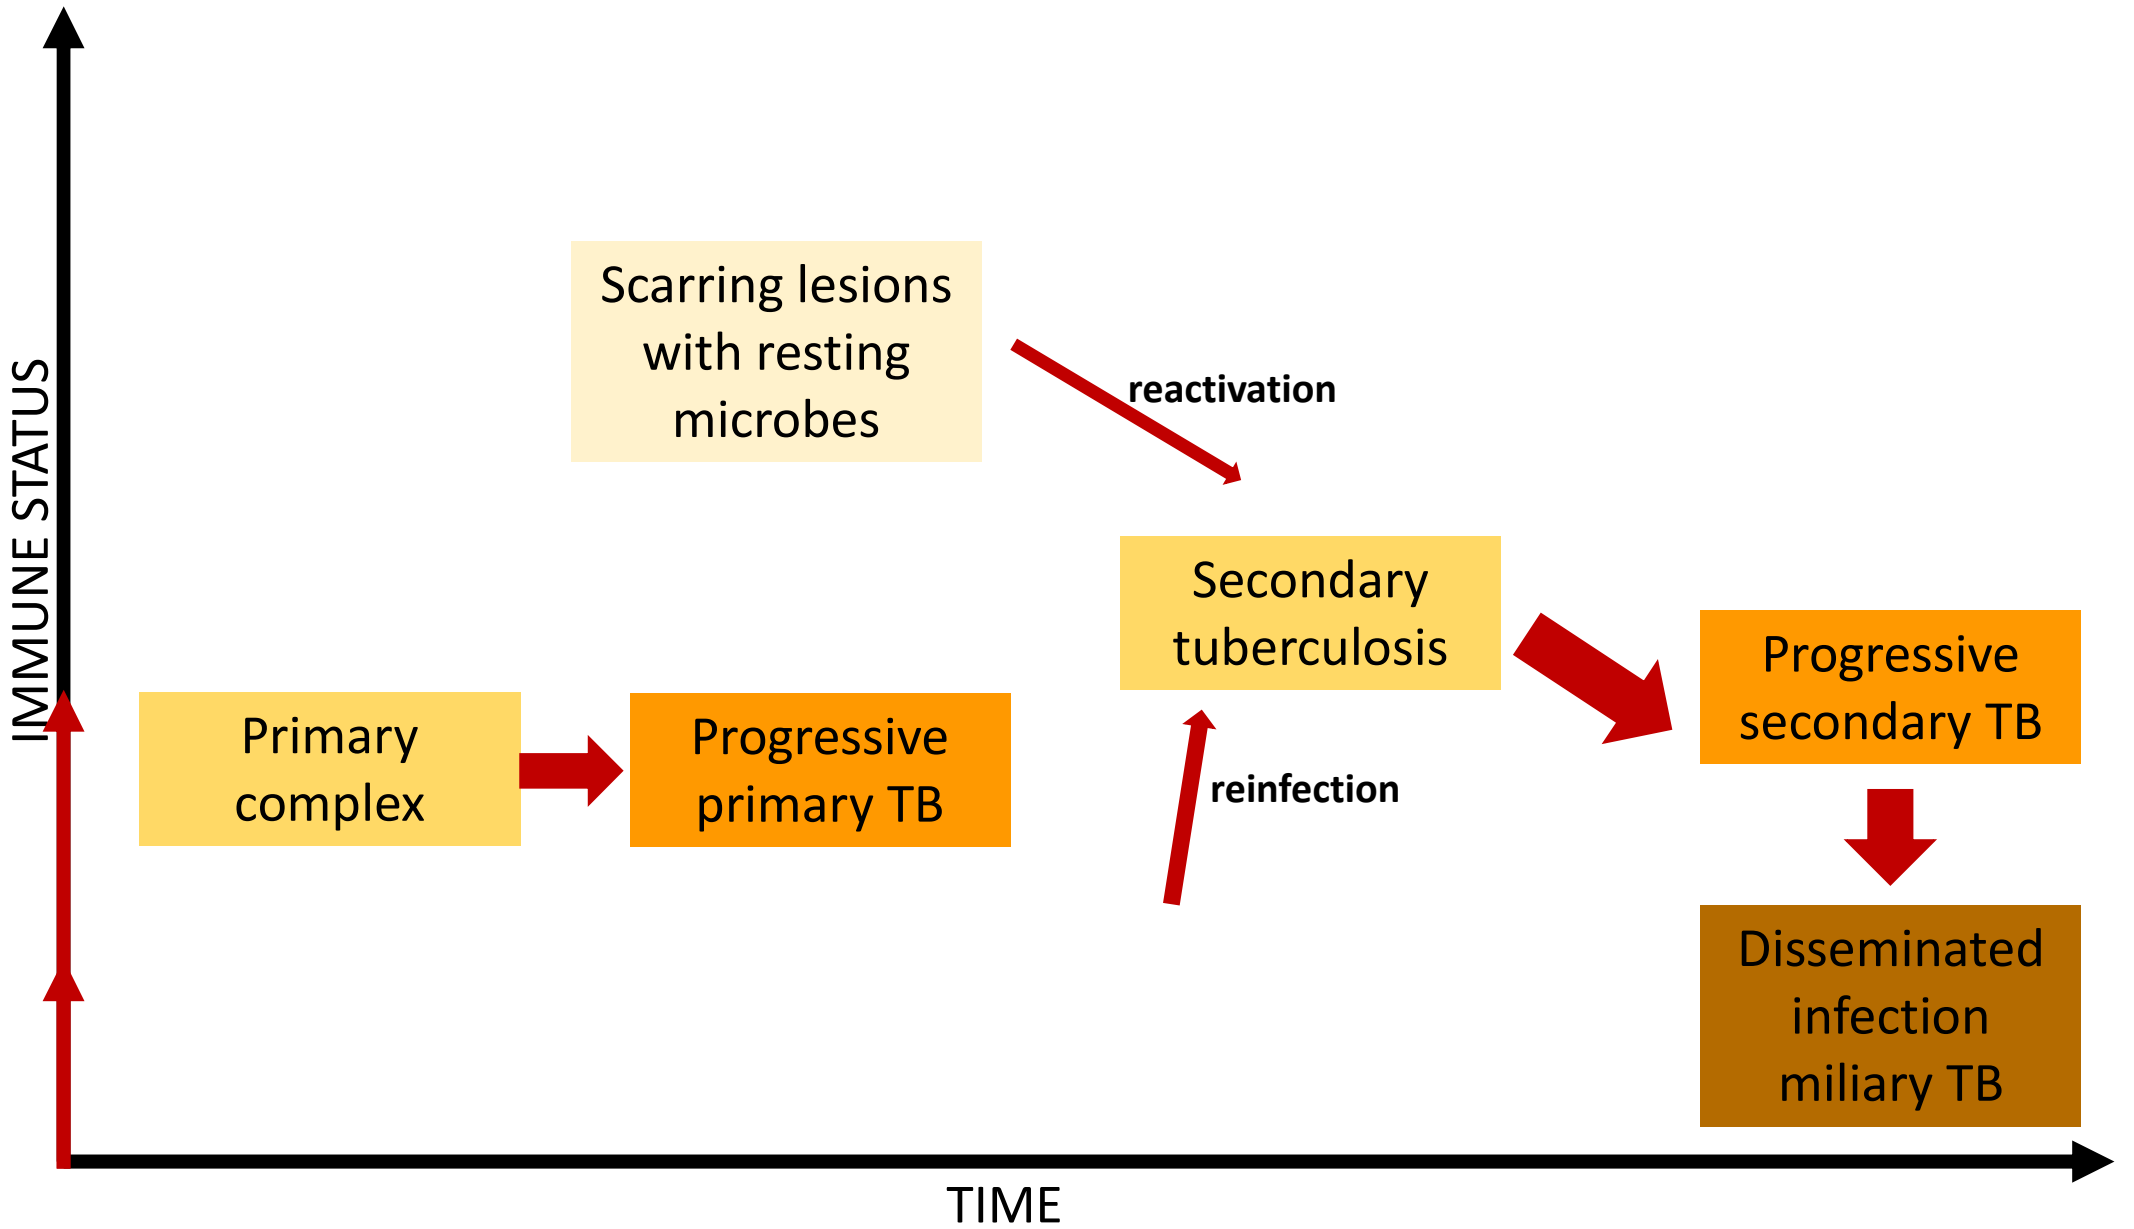 IMMUNE STATUS
Scarring lesions
with resting
microbes
reactivation
Secondary
tuberculosis
Primary
complex
Progressive
primary TB
reinfection
Progressive
secondary TB
Disseminated
infection
miliary TB
TIME